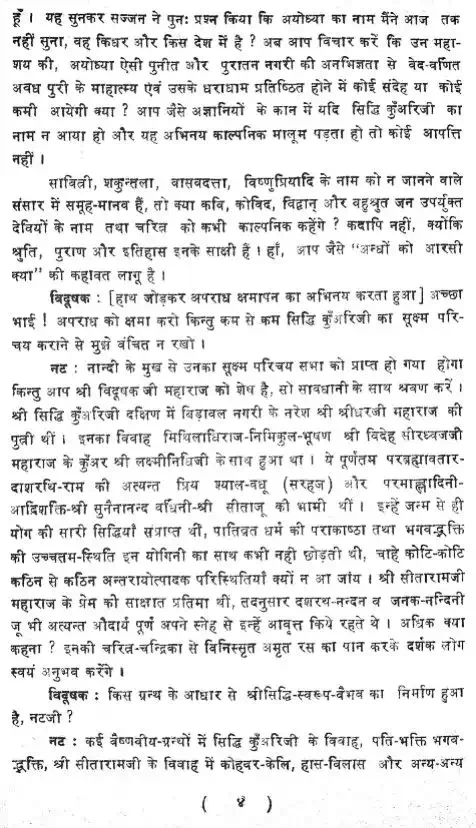 हूँ । यह सुनकर सज्जन ने पुनः प्रश्न किया कि अयोध्या का नाम मैंने आज तक
नहीं सुना, वह किधर और किस देश में है ? अब आप विचार करें कि उन महा-
शय की, अयोध्या ऐसी पुनीत और पुरातन नगरी की अनभिज्ञता से वेद-वर्णित
अवध पुरी के माहात्म्य एवं उसके धराधाम प्रतिष्ठित होने में कोई संदेह या कोई
कमी आयेगी क्या ? आप जैसे अज्ञानियों के कान में यदि सिद्धि कुँअरिजी का
नाम न आया हो और यह अभिनय काल्पनिक मालूम पड़ता हो तो कोई आपत्ति
नहीं ।
सावित्री, शकुन्तला, वासवदत्ता, विष्णुप्रियादि के नाम को न जानने वाले
संसार में समूह-मानव हैं, तो क्या कवि, कोविद, विद्वान् और बहुश्रुत जन उपर्युक्त
देवियों के नाम तथा चरित्र को कभी काल्पनिक कहेंगे ? कदापि नहीं, क्योंकि
श्रुति, पुराण और इतिहास इनके साक्षी हैं । हाँ, आप जैसे "अन्धों को आरसी
क्या" की कहावत लागू है ।
विदूषक : [हाथ जोड़कर अपराध क्षमापन का अभिनय करता हुआ] अच्छा
भाई ! अपराध को क्षमा करो किन्तु कम से कम सिद्धि कुँअरिजी का सूक्ष्म परि-
चय कराने से मुझे वंचित न रखो ।
नट : नान्दी के मुख से उनका सूक्ष्म परिचय सभा को प्राप्त हो गया होगा
किन्तु आप श्री विदूषक जी महाराज को शेष है, सो सावधानी के साथ श्रवण करें ।
श्री सिद्धि कुँअरिजी दक्षिण में विड़ावल नगरी के नरेश श्री श्रीधरजी महाराज की
पुत्री थीं । इनका विवाह मिथिलाधिराज-निमिकुल-भूषण श्री विदेह सीरध्वजजी
महाराज के कुँअर श्री लक्ष्मीनिधिजी के साथ हुआ था । ये पूर्णतम परब्रह्मावतार-
दाशरथि-राम की अत्यन्त प्रिय श्याल-वधू (सरहज) और परमाह्लादिनी-
आदिशक्ति-श्री सुनैनानन्द वर्धिनी-श्री सीताजू की भाभी थीं । इन्हें जन्म से ही
योग की सारी सिद्धियाँ संप्राप्त थीं, पातिव्रत धर्म की पराकाष्ठा तथा भगवद्भक्ति
की उच्चतम-स्थिति इन योगिनी का साथ कभी नहीं छोड़ती थी, चाहे कोटि-कोटि
कठिन से कठिन अन्तरायोत्पादक परिस्थितियाँ क्यों न आ जांय । श्री सीतारामजी
महाराज के प्रेम की साक्षात प्रतिमा थीं, तदनुसार दशरथ-नन्दन व जनक-नन्दिनी
जू भी अत्यन्त औदार्य पूर्ण अपने स्नेह से इन्हें आवृत्त किये रहते थे । अधिक क्या
कहना ? इनकी चरित्र-चन्द्रिका से विनिस्सृत अमृत रस का पान करके दर्शक लोग
स्वयं अनुभव करेंगे ।
विदूषक : किस ग्रन्थ के आधार से श्रीसिद्धि-स्वरूप-वैभव का निर्माण हुआ
है, नटजी ?
नट : कई वैष्णवीय-ग्रन्थों में सिद्धि कुँअरिजी के विवाह, पति-भक्ति भगव-
द्भक्ति, श्री सीतारामजी के विवाह में कोहवर-केलि, हास-विलास और अन्य-अन्य
( ४ )